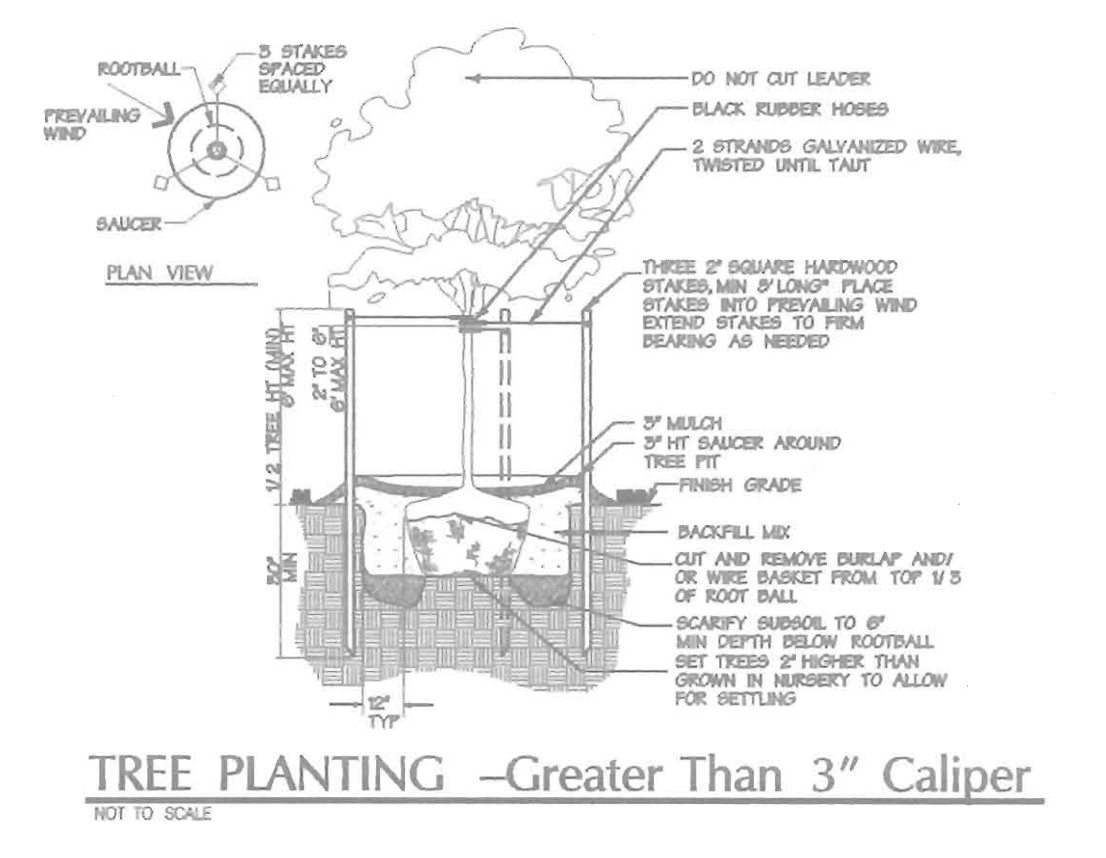 3 STAKES
SPACED
EQUALLY
ROOTBALL
PREVAILING
WIND
SAUCER
PLAN VIEW
DO NOT CUT LEADER
BLACK RUBBER HOSES
2 STRANDS GALVANIZED WIRE,
TWISTED UNTIL TAUT
THREE 2" SQUARE HARDWOOD
STAKES, MIN 8' LONG" PLACE
STAKES INTO PREVAILING WIND
EXTEND STAKES TO FIRM
BEARING AS NEEDED
1/2 TREE HT (MIN)
6' MAX HT
2" TO 6"
6' MAX HT
3" MULCH
3" HT SAUCER AROUND
TREE PIT
FINISH GRADE
BACKFILL MIX
30"
MIN
CUT AND REMOVE BURLAP AND/
OR WIRE BASKET FROM TOP 1/3
OF ROOT BALL
SCARIFY SUBSOIL TO 6"
MIN DEPTH BELOW ROOTBALL
SET TREES 2" HIGHER THAN
GROWN IN NURSERY TO ALLOW
FOR SETTLING
12"
TYP
TREE PLANTING –Greater Than 3" Caliper
NOT TO SCALE